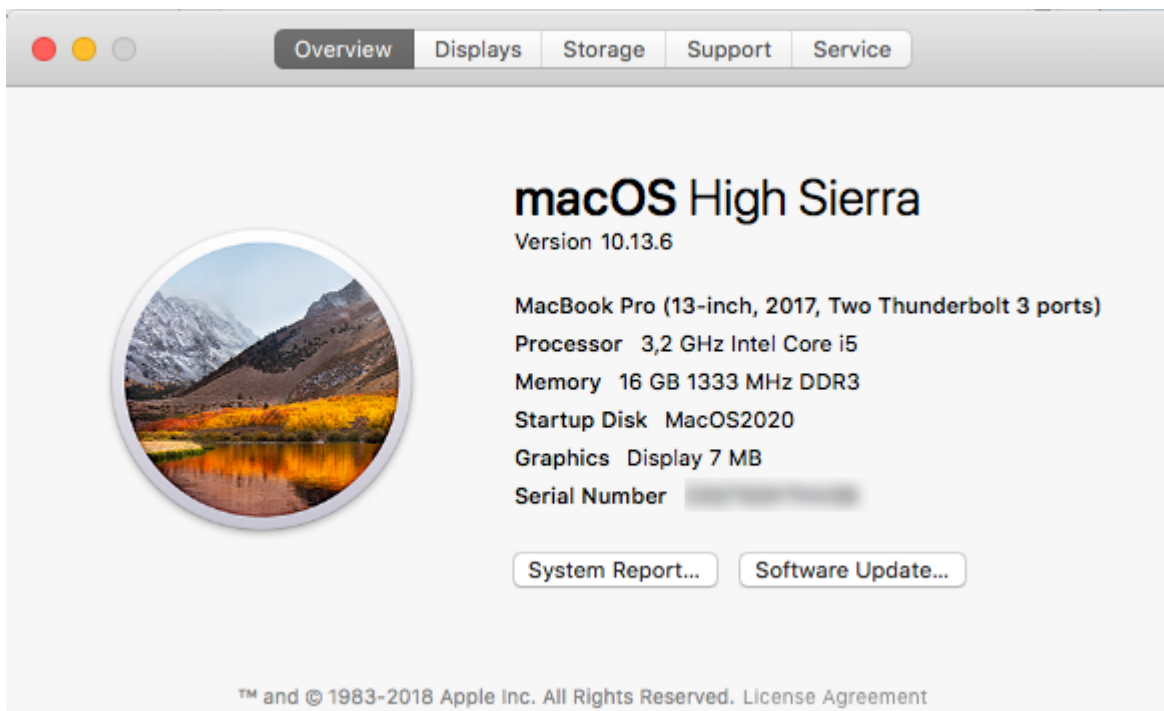 Overview Displays Storage Support Service
macOS High Sierra
Version 10.13.6
MacBook Pro (13-inch, 2017, Two Thunderbolt 3 ports)
Processor 3,2 GHz Intel Core i5
Memory 16 GB 1333 MHz DDR3
Startup Disk MacOS2020
Graphics Display 7 MB
Serial Number
System Report... Software Update...
™ and © 1983-2018 Apple Inc. All Rights Reserved. License Agreement